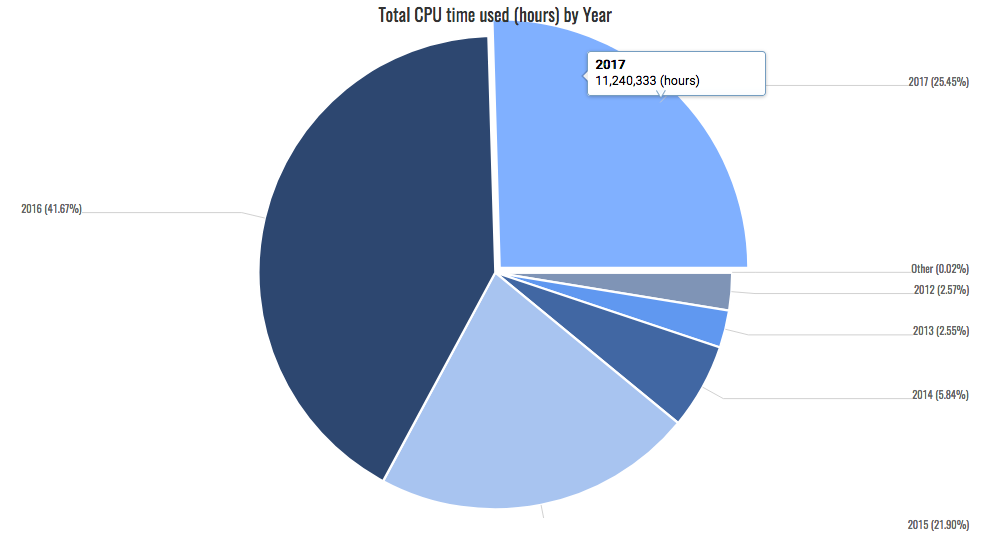 Total CPU time used (hours) by Year
2017
11,240,333 (hours)
2017 (25.45%)
2016 (41.67%)
Other (0.02%)
2012 (2.57%)
2013 (2.55%)
2014 (5.84%)
2015 (21.90%)